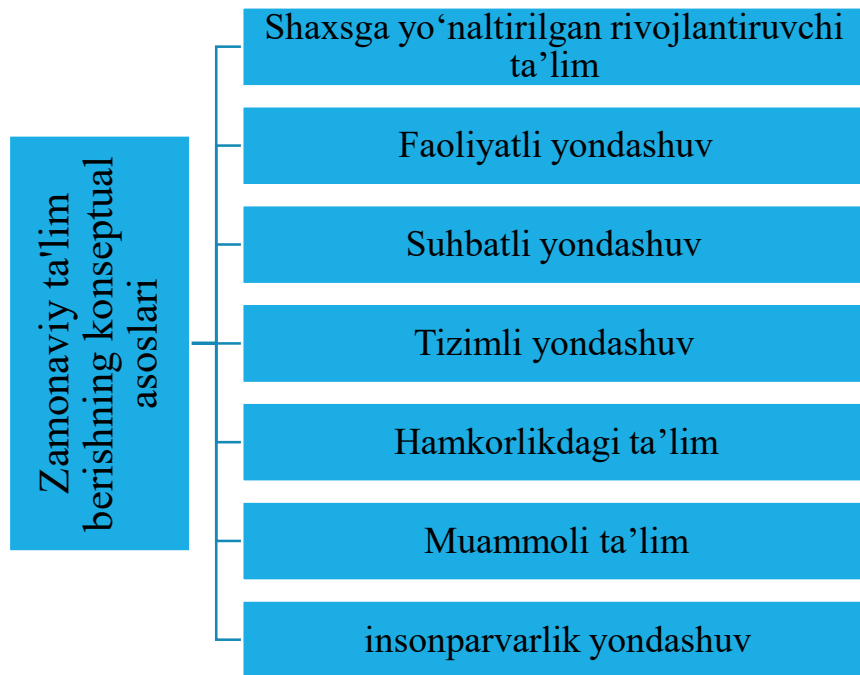 Zamonaviy ta'lim
berishning konseptual
asoslari
Shaxsga yo‘naltirilgan rivojlantiruvchi
ta’lim
Faoliyatli yondashuv
Suhbatli yondashuv
Tizimli yondashuv
Hamkorlikdagi ta’lim
Muammoli ta’lim
insonparvarlik yondashuv